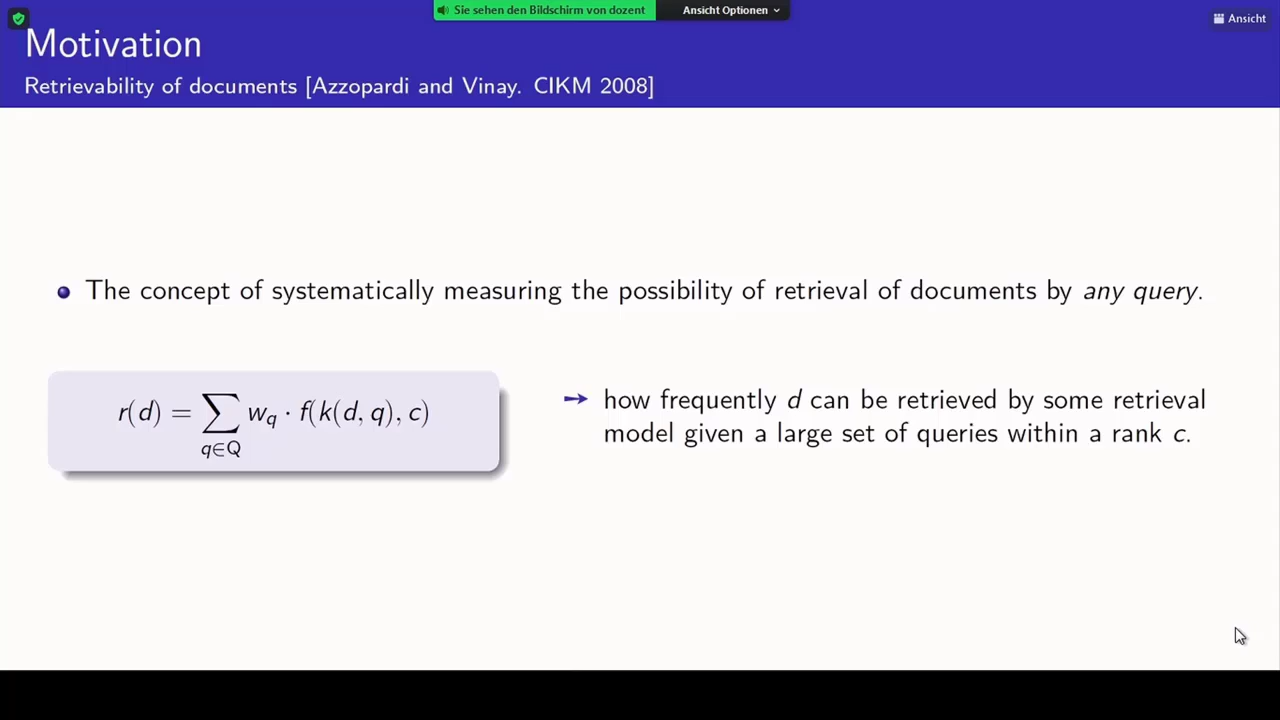 Sie sehen den Bildschirm von dozent
Ansicht Optionen
Ansicht
Motivation
Retrievability of documents [Azzopardi and Vinay. CIKM 2008]
The concept of systematically measuring the possibility of retrieval of documents by any query.
r(d) = ∑_{q∈Q} w_q · f(k(d, q), c)
how frequently d can be retrieved by some retrieval
model given a large set of queries within a rank c.